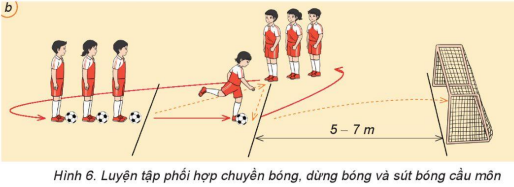 b
5 – 7 m
Hình 6. Luyện tập phối hợp chuyền bóng, dừng bóng và sút bóng cầu môn